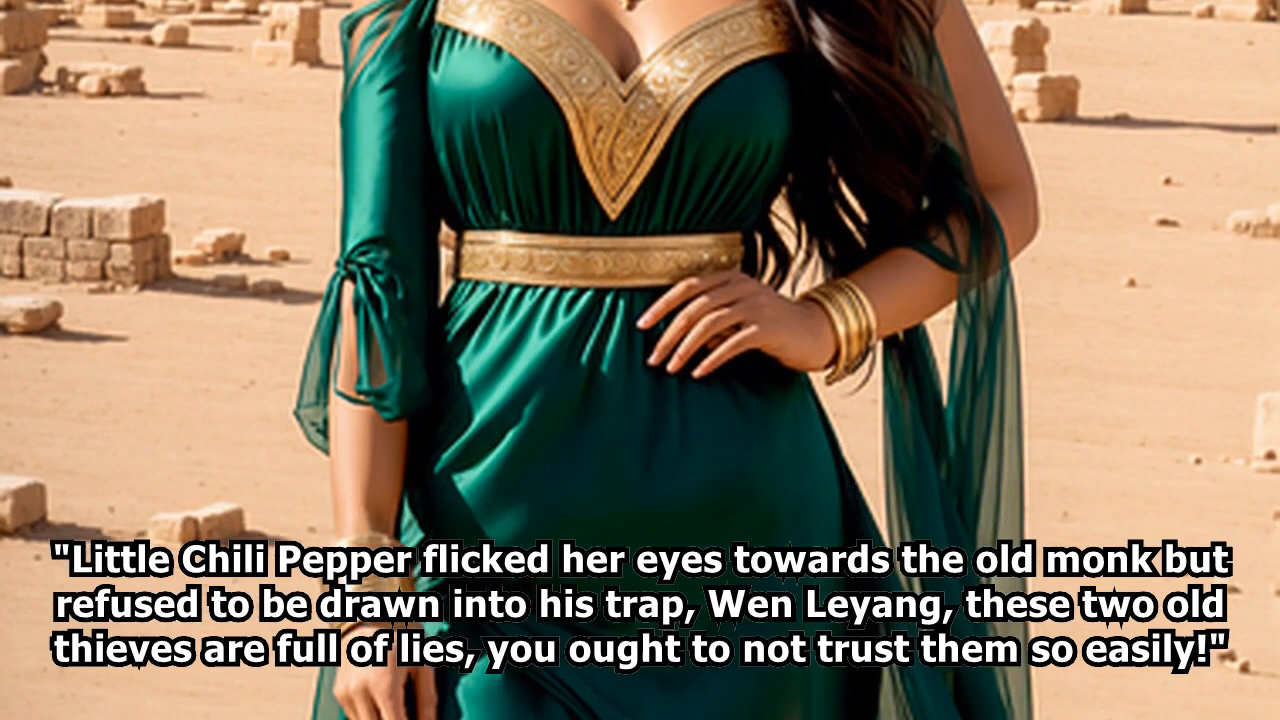 "Little Chili Pepper flicked her eyes towards the old monk but
refused to be drawn into his trap, Wen Leyang, these two old
thieves are full of lies, you ought to not trust them so easily!"